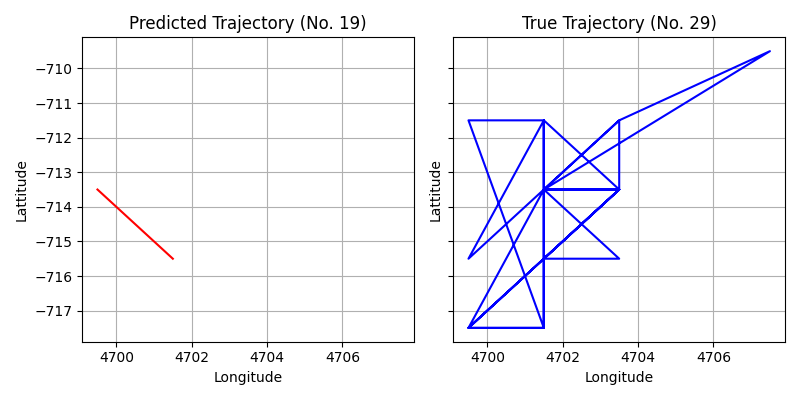 Predicted Trajectory (No. 19)
True Trajectory (No. 29)
Lattitude
−710
−711
−712
−713
−714
−715
−716
−717
4700
4702
4704
4706
Longitude
Lattitude
4700
4702
4704
4706
Longitude